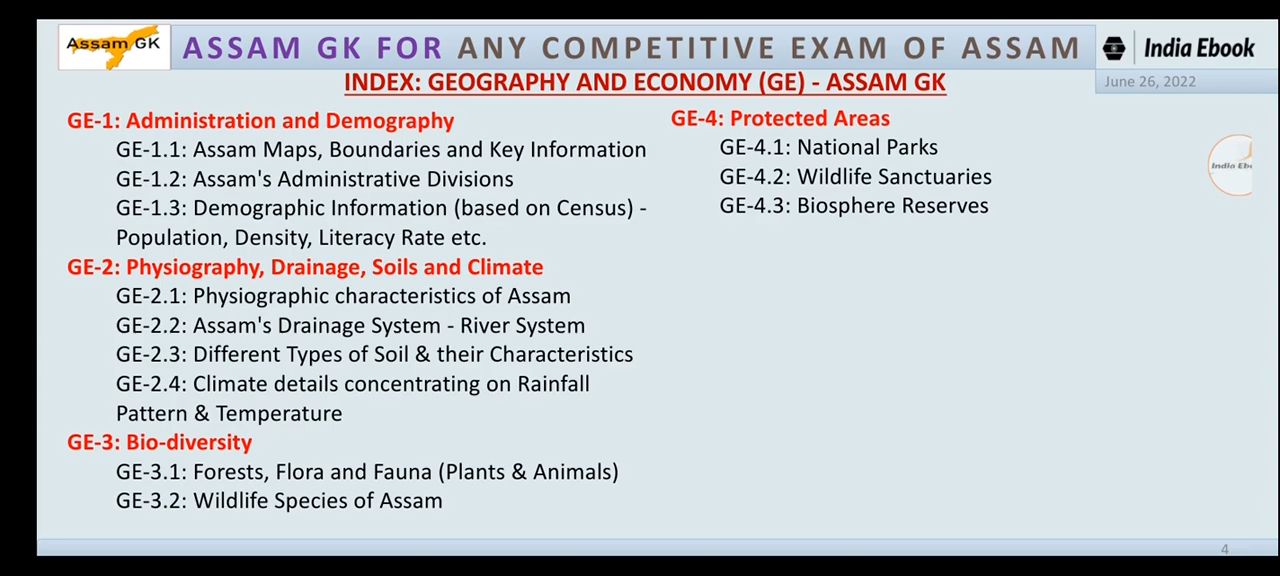 Assam GK
ASSAM GK FOR ANY COMPETITIVE EXAM OF ASSAM
India Ebook
INDEX: GEOGRAPHY AND ECONOMY (GE) - ASSAM GK
June 26, 2022
GE-1: Administration and Demography
GE-1.1: Assam Maps, Boundaries and Key Information
GE-1.2: Assam's Administrative Divisions
GE-1.3: Demographic Information (based on Census) -
Population, Density, Literacy Rate etc.
GE-2: Physiography, Drainage, Soils and Climate
GE-2.1: Physiographic characteristics of Assam
GE-2.2: Assam's Drainage System - River System
GE-2.3: Different Types of Soil & their Characteristics
GE-2.4: Climate details concentrating on Rainfall
Pattern & Temperature
GE-3: Bio-diversity
GE-3.1: Forests, Flora and Fauna (Plants & Animals)
GE-3.2: Wildlife Species of Assam
GE-4: Protected Areas
GE-4.1: National Parks
GE-4.2: Wildlife Sanctuaries
GE-4.3: Biosphere Reserves
India Eb
4